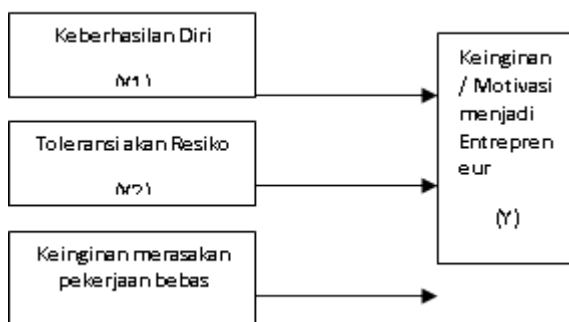 Keberhasilan Diri
Toleransi akan Resiko
Keinginan merasakan
pekerjaan bebas
Keinginan
/ Motivasi
menjadi
Entrepren
eur
(Y)